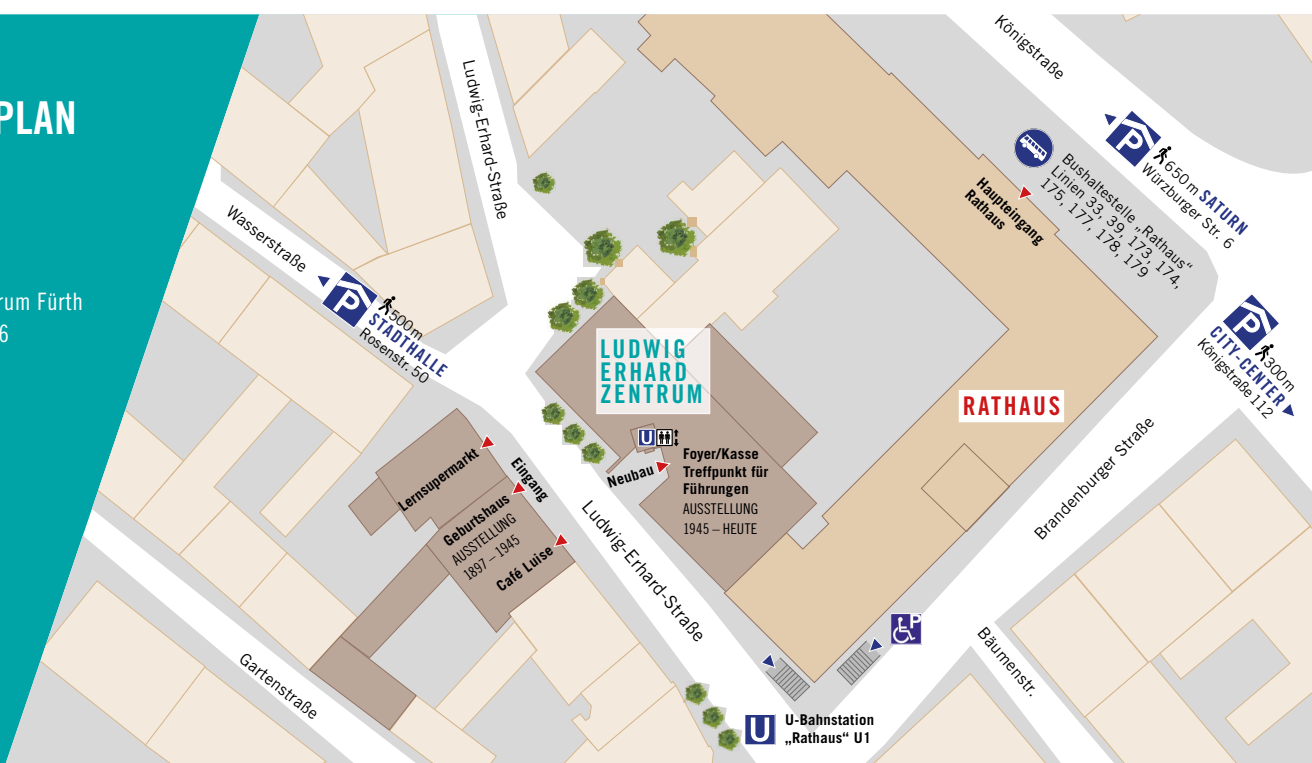 PLAN
rum Fürth
6
Königstraße
Ludwig-Erhard-Straße
Wasserstraße
P
500 m
STADTHALLE
Rosenstr. 50
P
650 m SATURN
Würzburger Str. 6
Bushaltestelle „Rathaus“
Linien 33, 39, 173, 174,
175, 177, 178, 179
Haupteingang
Rathaus
P
300 m
CITY-CENTER
Königstraße 112
LUDWIG
ERHARD
ZENTRUM
RATHAUS
U
Neubau
Foyer/Kasse
Treffpunkt für
Führungen
AUSSTELLUNG
1945 – HEUTE
Lernsupermarkt
Eingang
Geburtshaus
AUSSTELLUNG
1897 – 1945
Café Luise
Ludwig-Erhard-Straße
Brandenburger Straße
Bäumenstr.
Gartenstraße
P
U
U-Bahnstation
„Rathaus“ U1